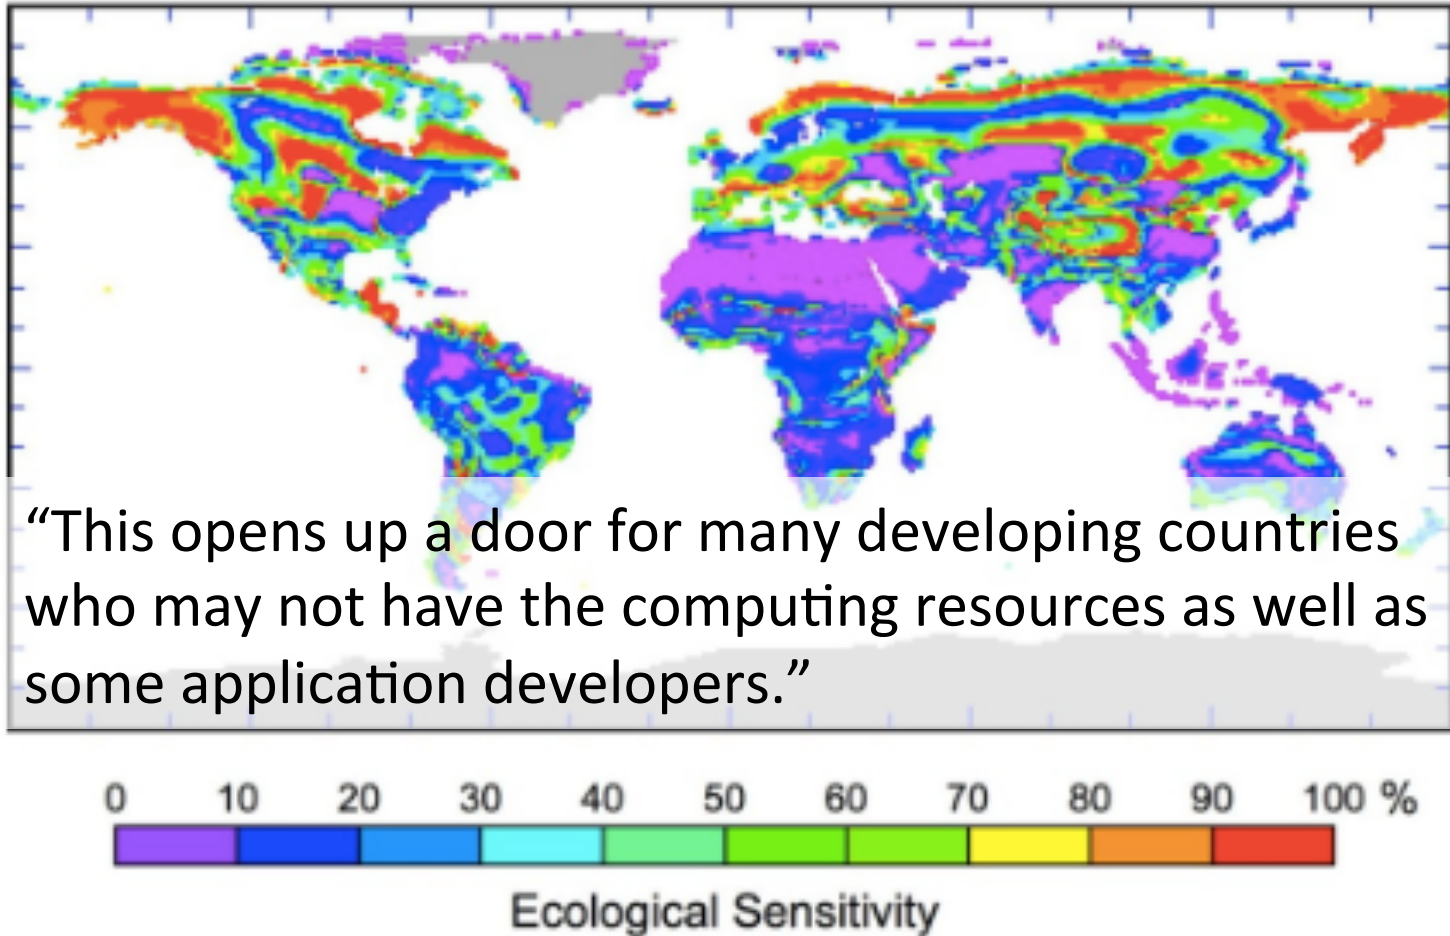 “This opens up a door for many developing countries
who may not have the computing resources as well as
some application developers.”
0 10 20 30 40 50 60 70 80 90 100 %
Ecological Sensitivity